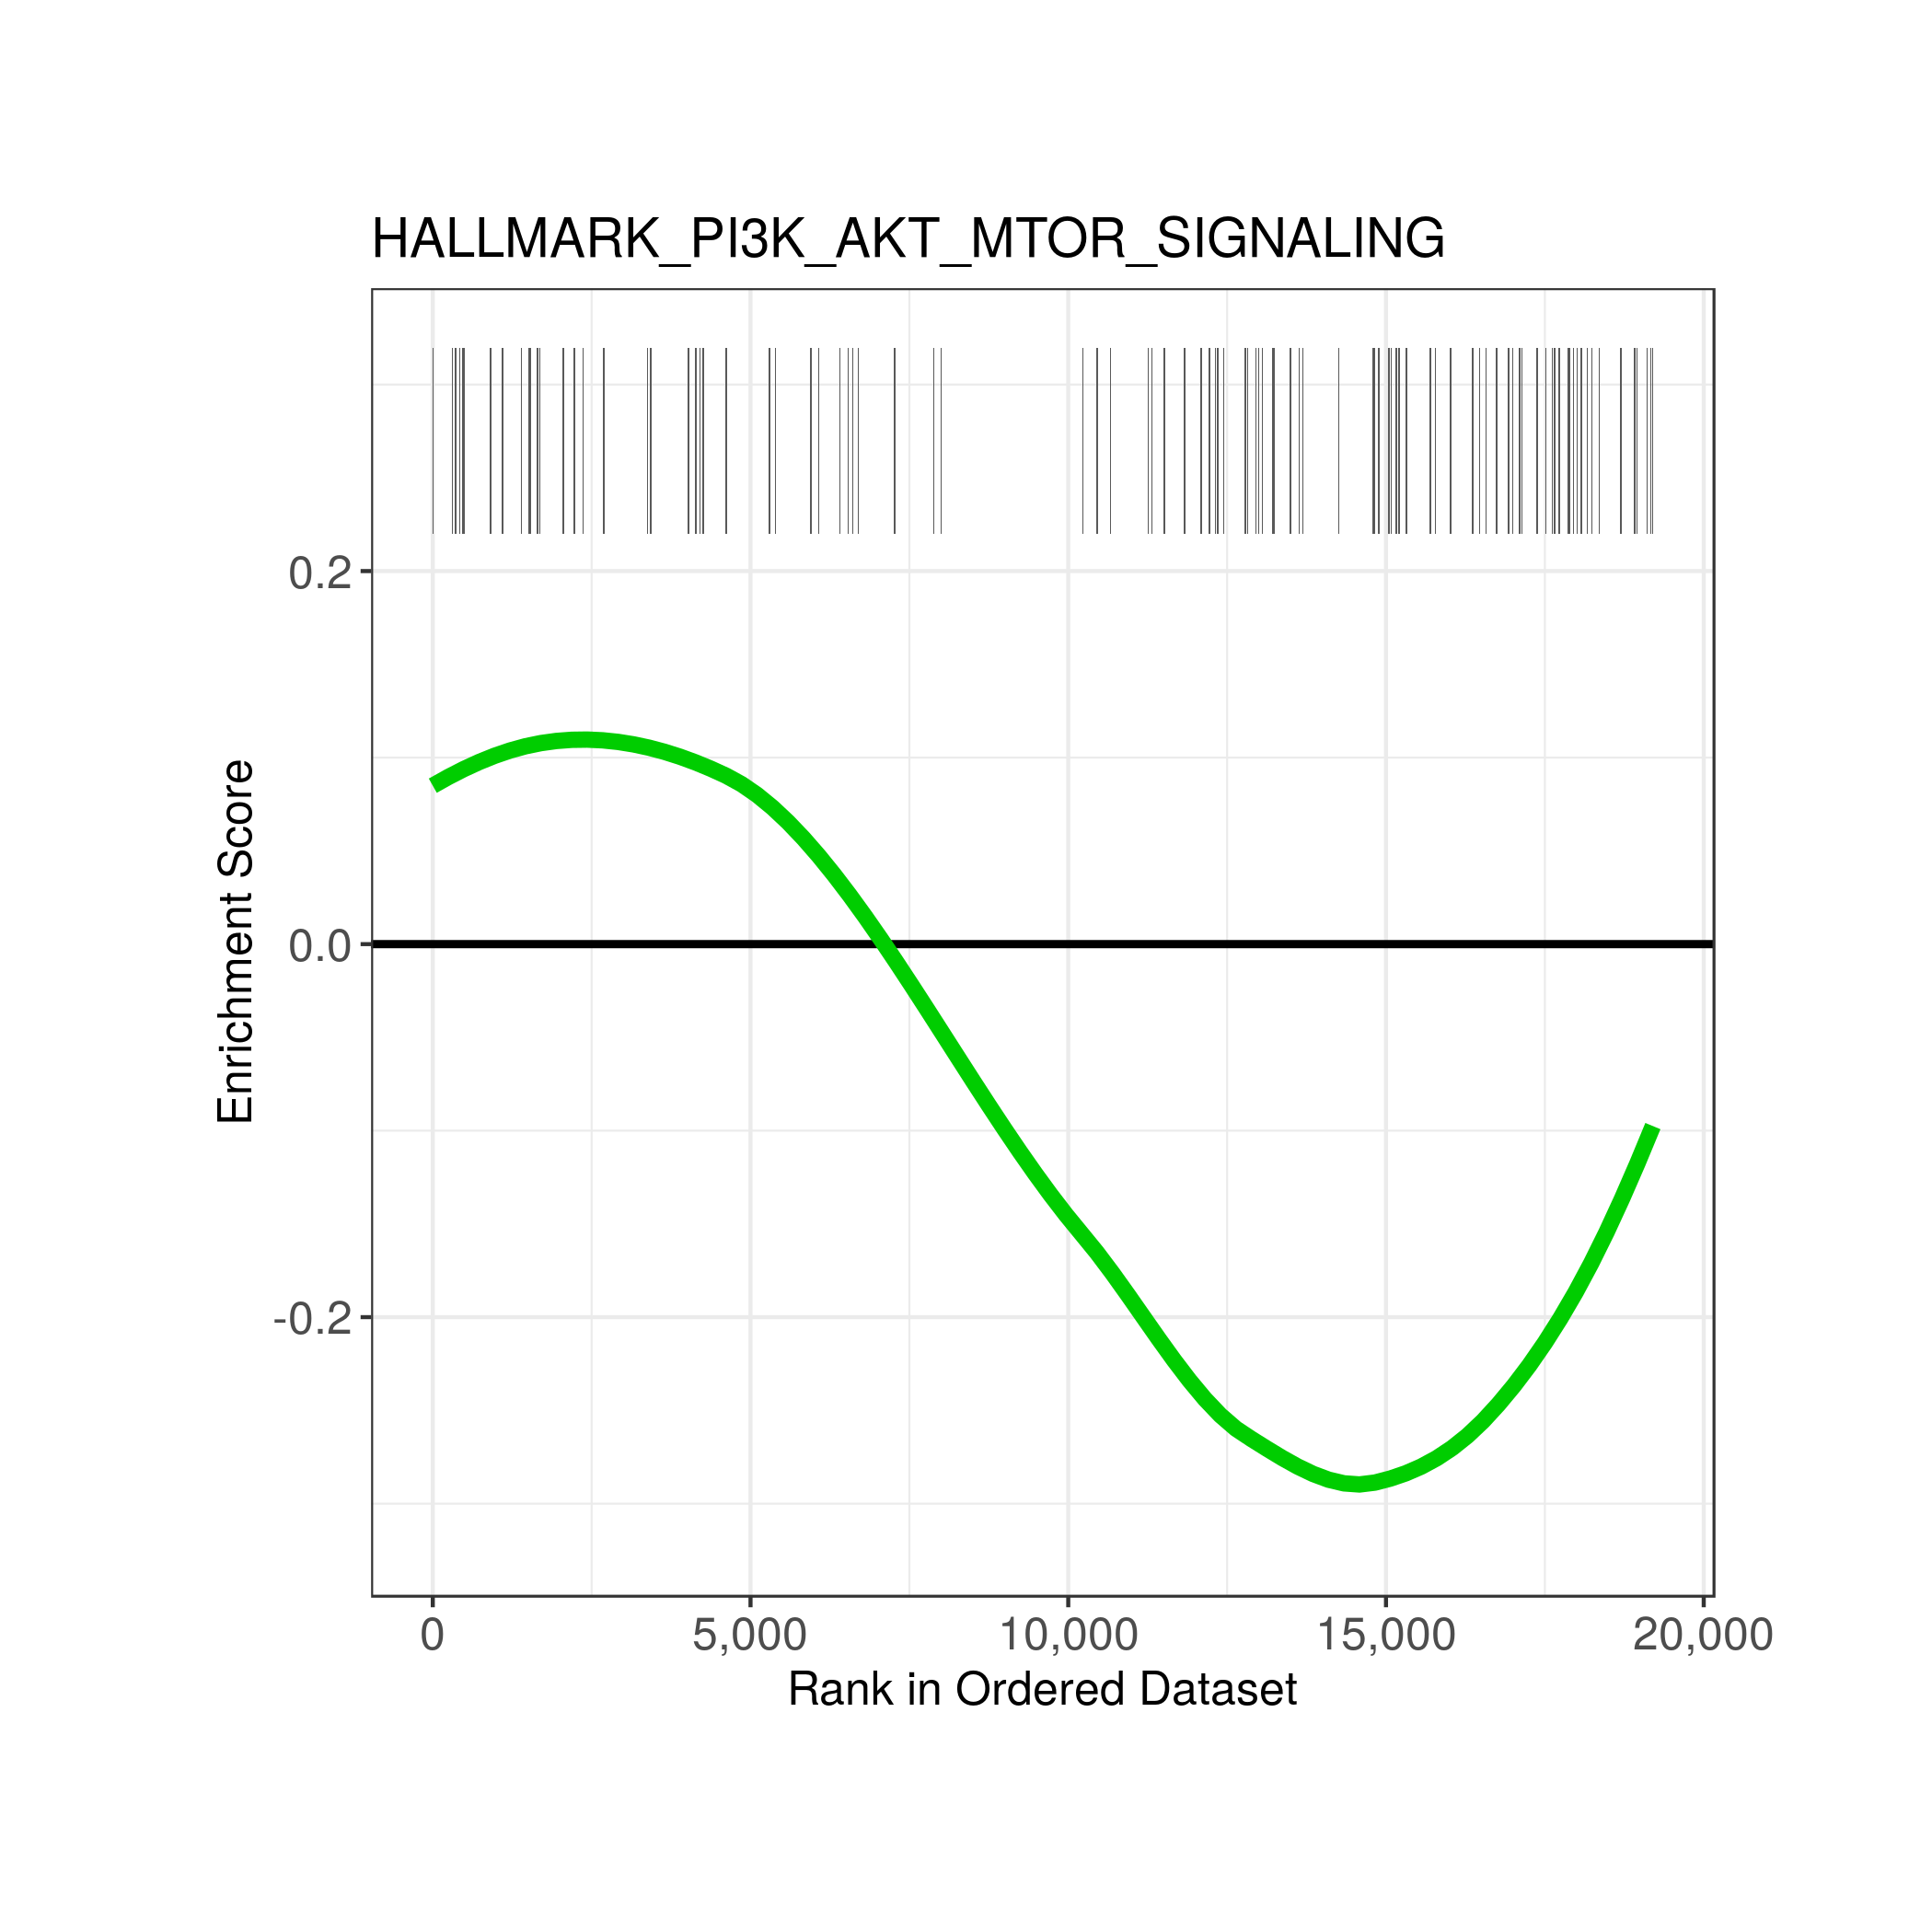 HALLMARK_PI3K_AKT_MTOR_SIGNALING
0.2
0.0
-0.2
Enrichment Score
0 5,000 10,000 15,000 20,000
Rank in Ordered Dataset